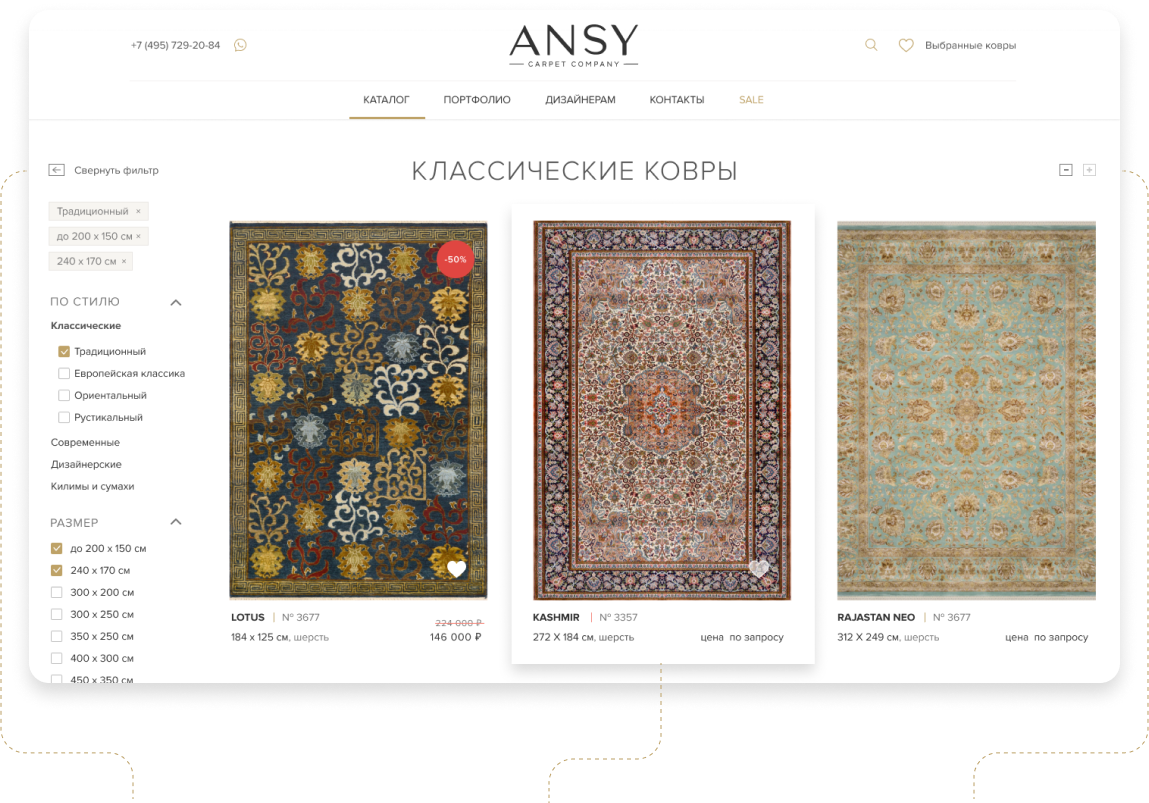 +7 (495) 729-20-84
ANSY
CARPET COMPANY
Выбранные ковры
КАТАЛОГ ПОРТФОЛИО ДИЗАЙНЕРАМ КОНТАКТЫ SALE
Свернуть фильтр
КЛАССИЧЕСКИЕ КОВРЫ
Традиционный ×
до 200 x 150 см ×
240 x 170 см ×
ПО СТИЛЮ
Классические
Традиционный
Европейская классика
Ориентальный
Рустикальный
Современные
Дизайнерские
Килимы и сумахи
РАЗМЕР
до 200 x 150 см
240 x 170 см
300 x 200 см
300 x 250 см
350 x 250 см
400 x 300 см
450 x 350 см
-50%
LOTUS | № 3677
224 000 ₽
184 x 125 см, шерсть 146 000 ₽
KASHMIR | № 3357
272 X 184 см, шерсть цена по запросу
RAJASTAN NEO | № 3677
312 X 249 см, шерсть цена по запросу